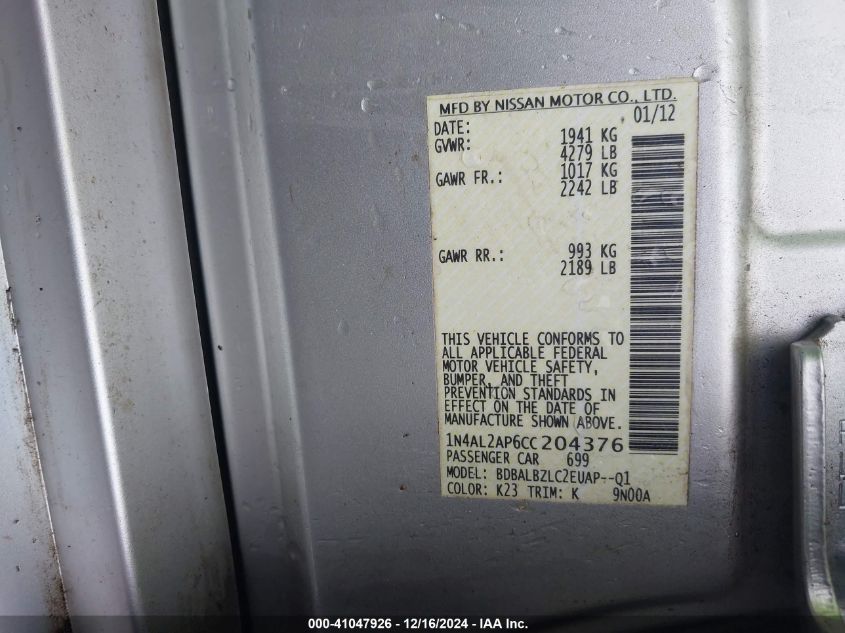 MFD BY NISSAN MOTOR CO., LTD.
DATE: 01/12
GVWR: 1941 KG
4279 LB
GAWR FR.: 1017 KG
2242 LB
GAWR RR.: 993 KG
2189 LB
THIS VEHICLE CONFORMS TO
ALL APPLICABLE FEDERAL
MOTOR VEHICLE SAFETY,
BUMPER, AND THEFT
PREVENTION STANDARDS IN
EFFECT ON THE DATE OF
MANUFACTURE SHOWN ABOVE.
1N4AL2AP6CC204376
PASSENGER CAR 699
MODEL: BDBALBZLC2EUAP--Q1
COLOR: K23 TRIM: K 9N00A
000-41047926 - 12/16/2024 - IAA Inc.